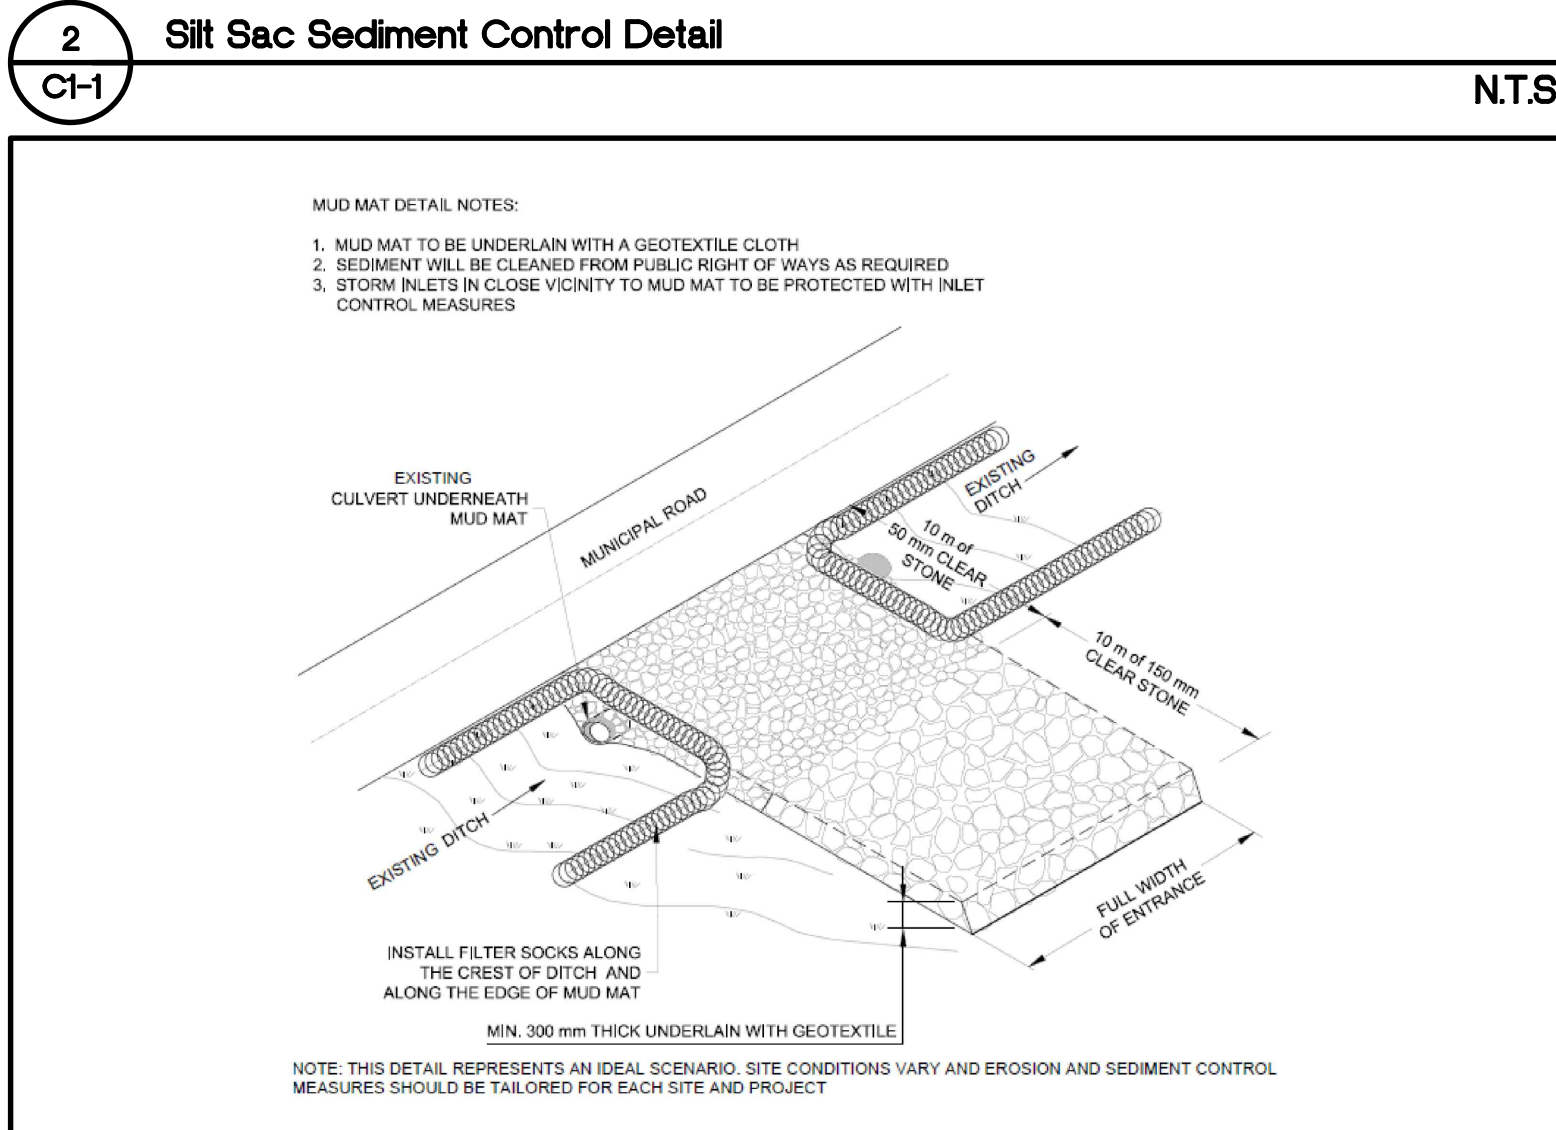 2
C1-1
Silt Sac Sediment Control Detail
N.T.S
MUD MAT DETAIL NOTES:
1. MUD MAT TO BE UNDERLAIN WITH A GEOTEXTILE CLOTH
2. SEDIMENT WILL BE CLEANED FROM PUBLIC RIGHT OF WAYS AS REQUIRED
3. STORM INLETS IN CLOSE VICINITY TO MUD MAT TO BE PROTECTED WITH INLET
CONTROL MEASURES
EXISTING
CULVERT UNDERNEATH
MUD MAT
MUNICIPAL ROAD
EXISTING
DITCH
10 m of
50 mm CLEAR
STONE
10 m of 150 mm
CLEAR STONE
EXISTING DITCH
FULL WIDTH
OF ENTRANCE
INSTALL FILTER SOCKS ALONG
THE CREST OF DITCH AND
ALONG THE EDGE OF MUD MAT
MIN. 300 mm THICK UNDERLAIN WITH GEOTEXTILE
NOTE: THIS DETAIL REPRESENTS AN IDEAL SCENARIO. SITE CONDITIONS VARY AND EROSION AND SEDIMENT CONTROL
MEASURES SHOULD BE TAILORED FOR EACH SITE AND PROJECT